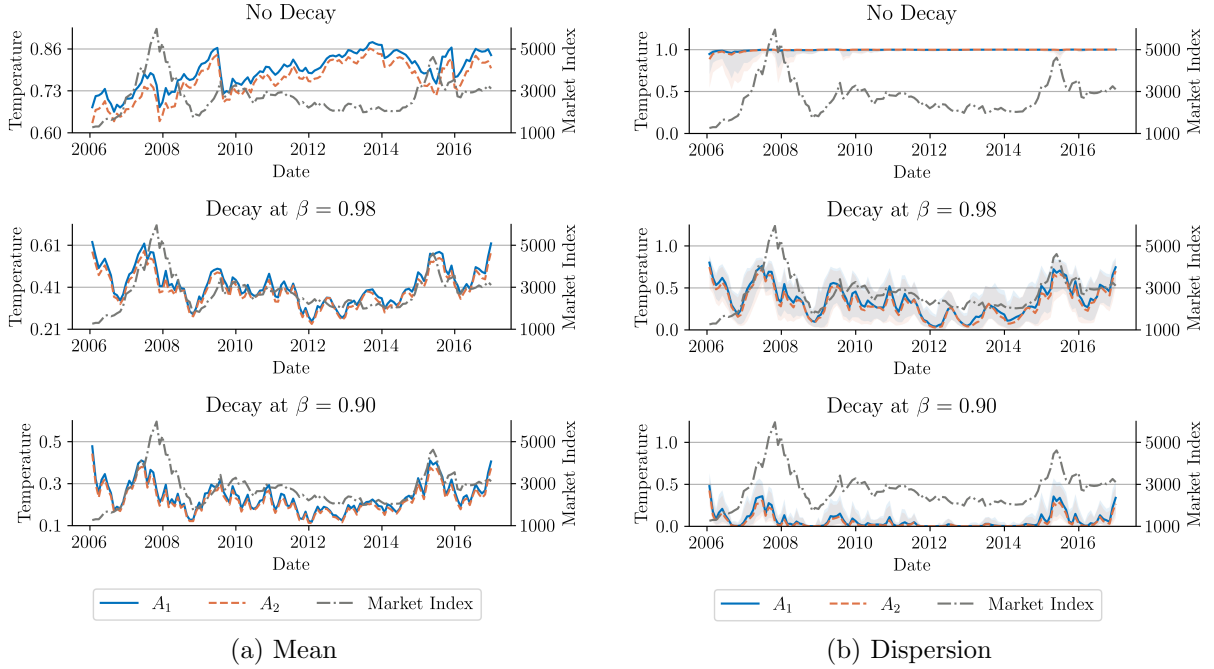 No Decay
Temperature
0.86
0.73
0.60
5000
3000
1000
Market Index
2006 2008 2010 2012 2014 2016
Date
Decay at β = 0.98
Temperature
0.61
0.41
0.21
5000
3000
1000
Market Index
2006 2008 2010 2012 2014 2016
Date
Decay at β = 0.90
Temperature
0.5
0.3
0.1
5000
3000
1000
Market Index
2006 2008 2010 2012 2014 2016
Date
A1 A2 Market Index
(a) Mean
No Decay
Temperature
1.0
0.5
0.0
5000
3000
1000
Market Index
2006 2008 2010 2012 2014 2016
Date
Decay at β = 0.98
Temperature
1.0
0.5
0.0
5000
3000
1000
Market Index
2006 2008 2010 2012 2014 2016
Date
Decay at β = 0.90
Temperature
1.0
0.5
0.0
5000
3000
1000
Market Index
2006 2008 2010 2012 2014 2016
Date
A1 A2 Market Index
(b) Dispersion